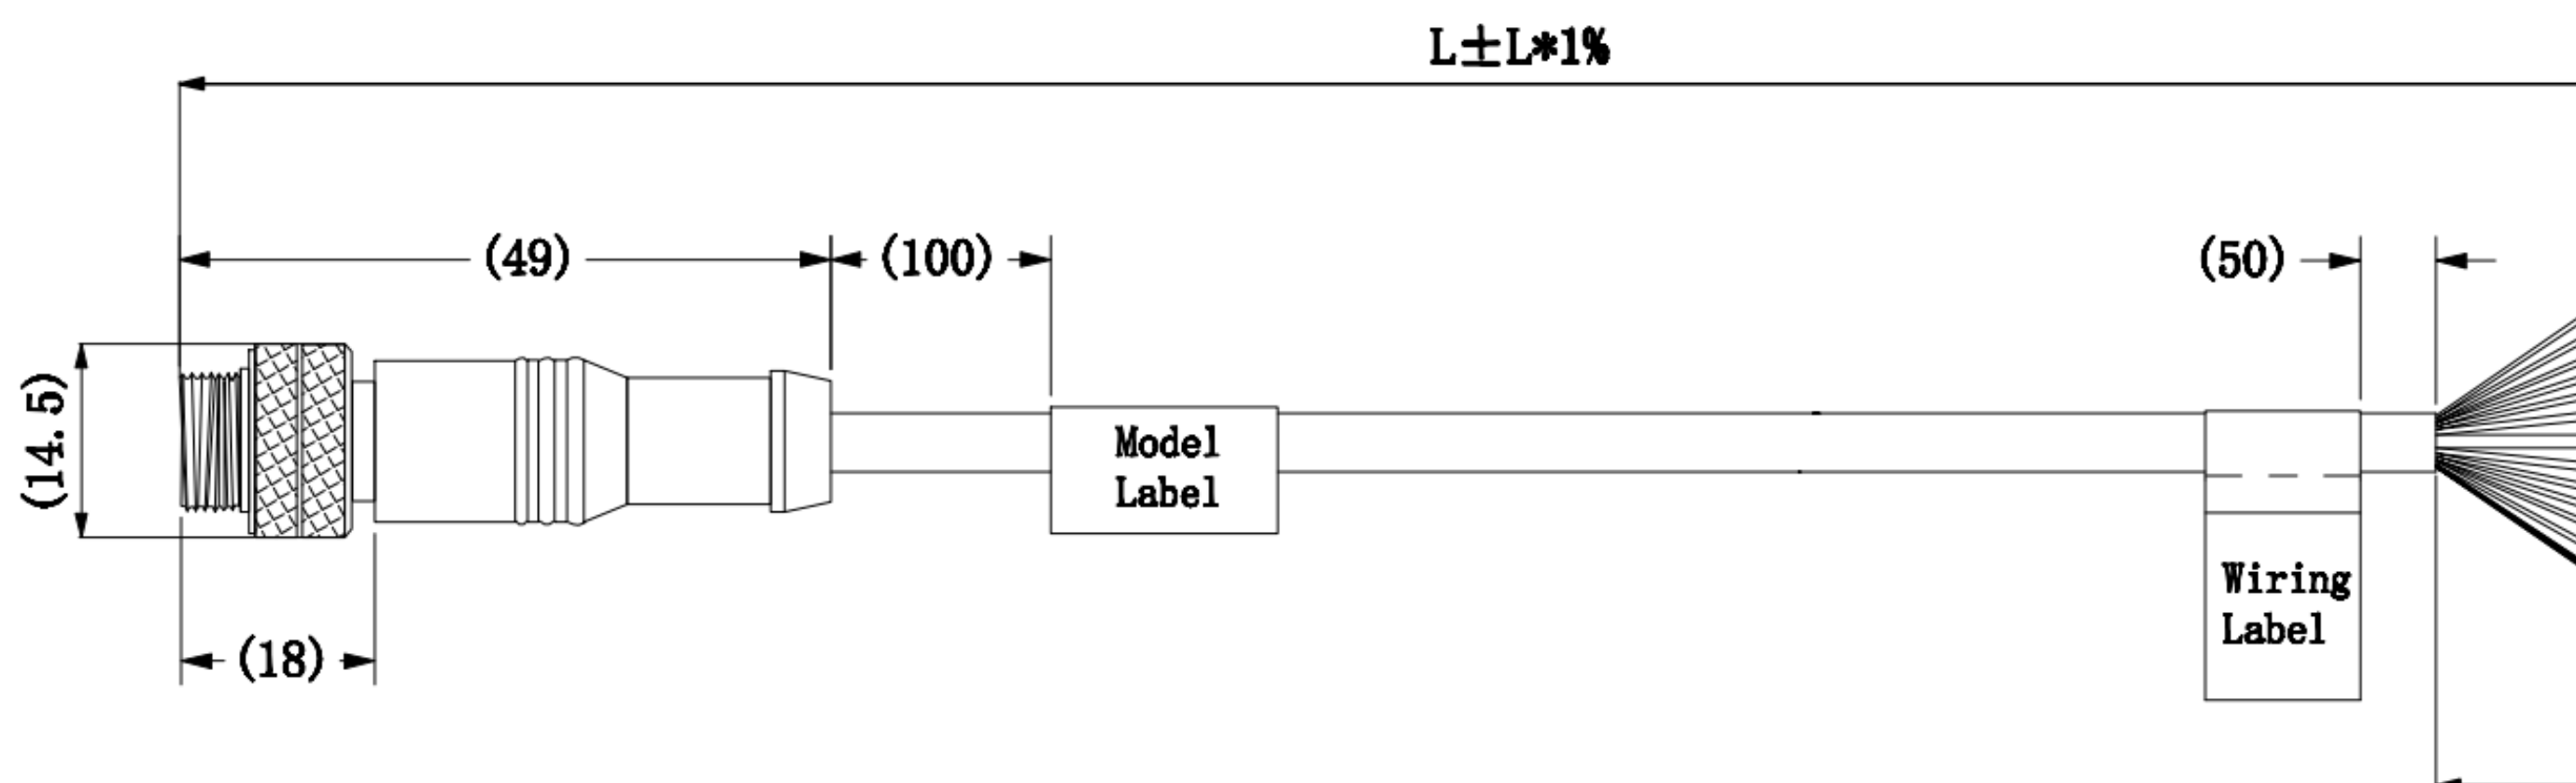 L±L*1%
(49)
(100)
(50)
(14.5)
Model
Label
Wiring
Label
(18)